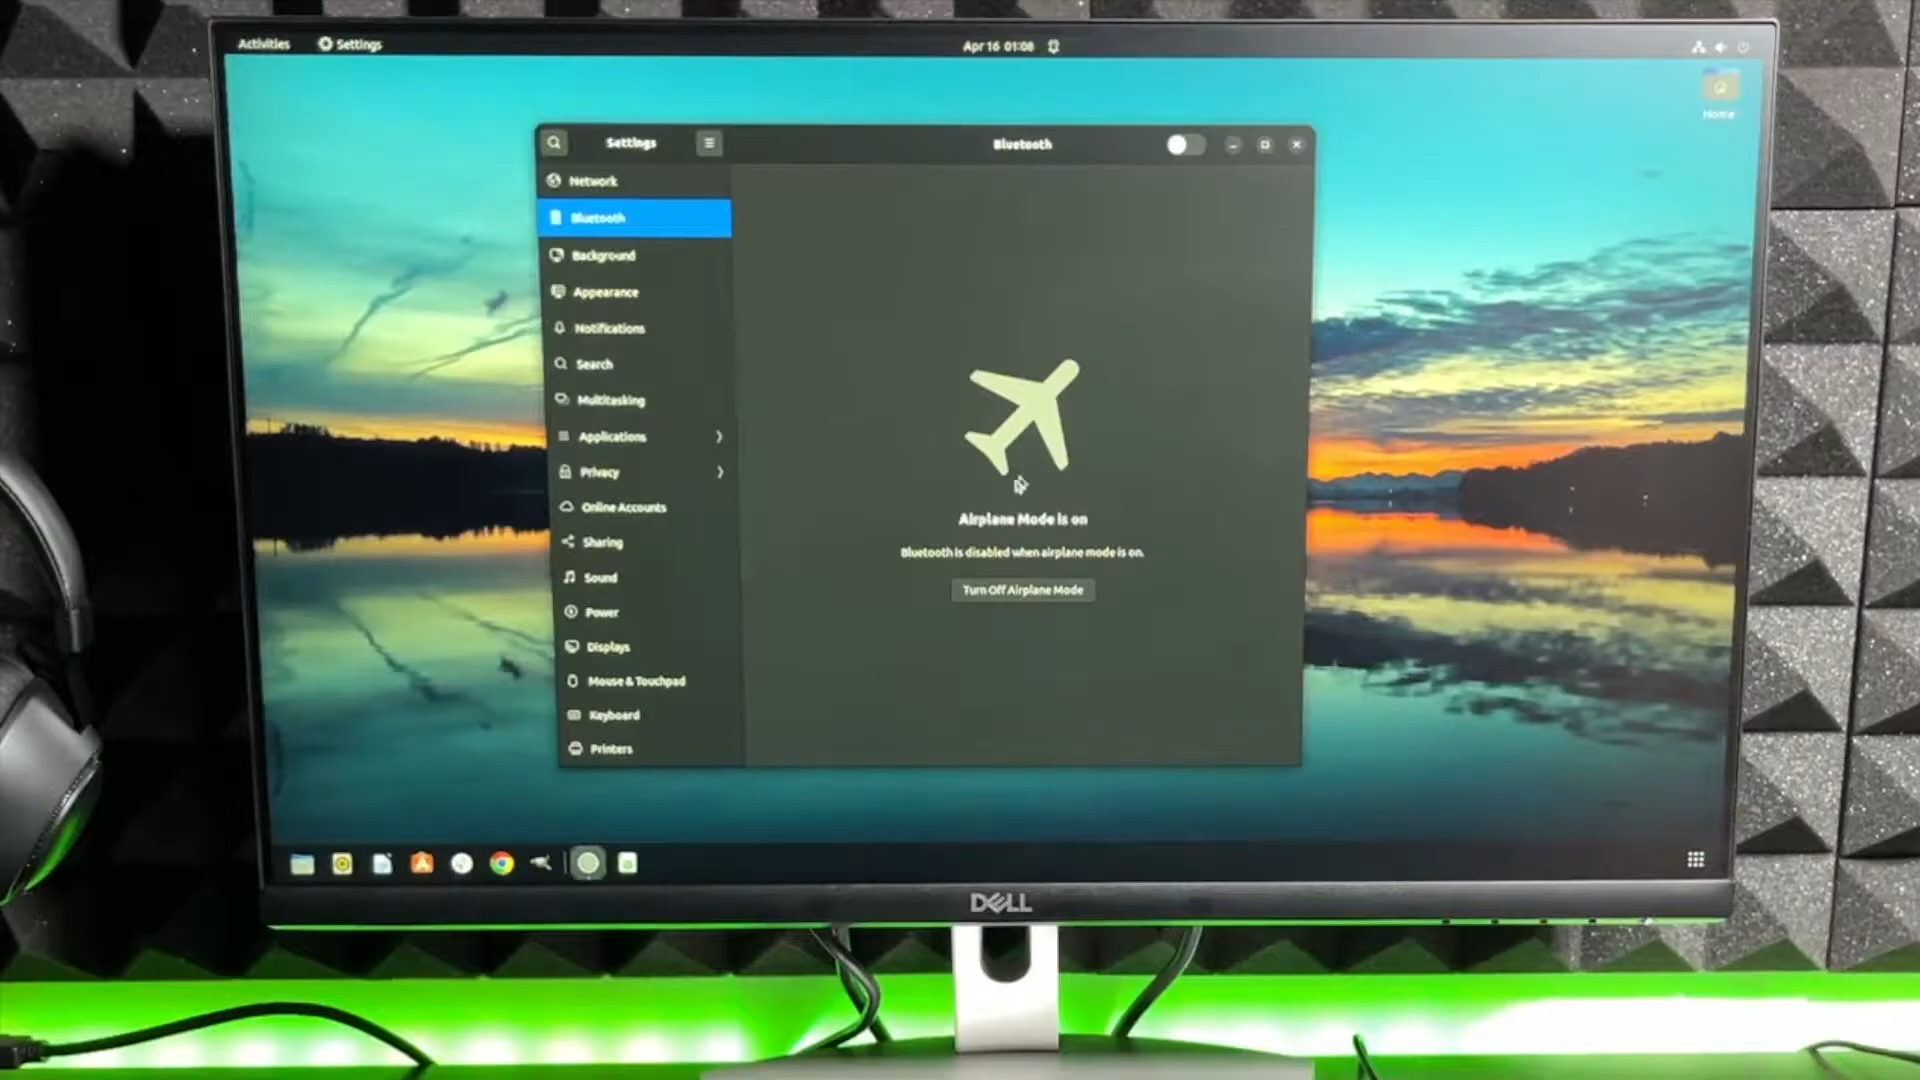 Activities
Settings
Apr 16 01:08
Home
Settings
Bluetooth
Network
Bluetooth
Background
Appearance
Notifications
Search
Multitasking
Applications
Privacy
Online Accounts
Sharing
Sound
Power
Displays
Mouse & Touchpad
Keyboard
Printers
Airplane Mode is on
Bluetooth is disabled when airplane mode is on.
Turn Off Airplane Mode
DELL